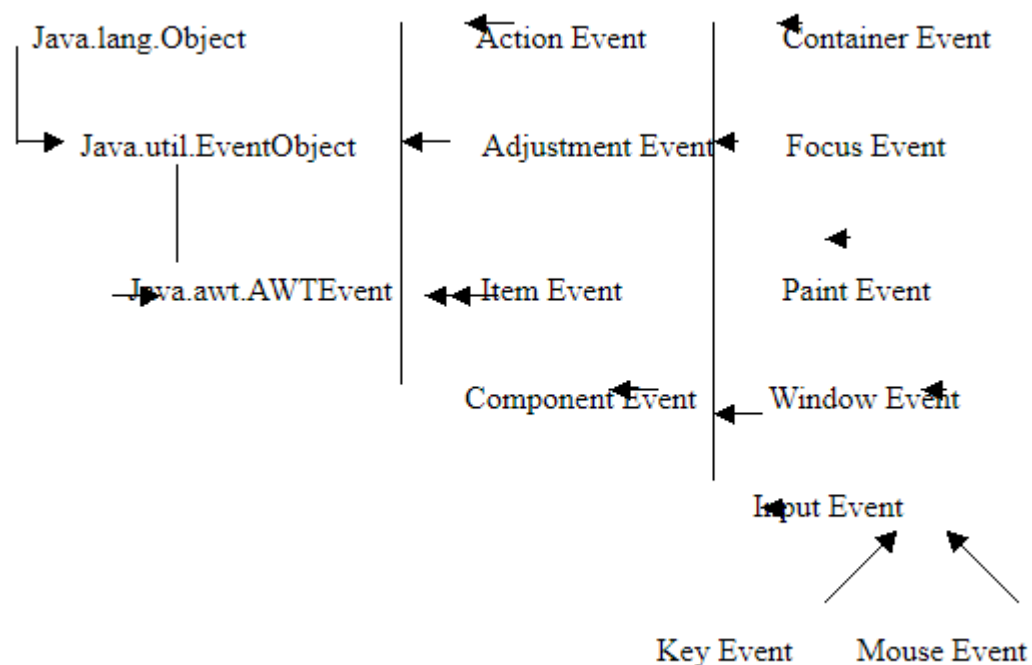 Java.lang.Object Action Event Container Event
Java.util.EventObject Adjustment Event Focus Event
Java.awt.AWTEvent Item Event Paint Event
Component Event Window Event
Input Event
Key Event Mouse Event